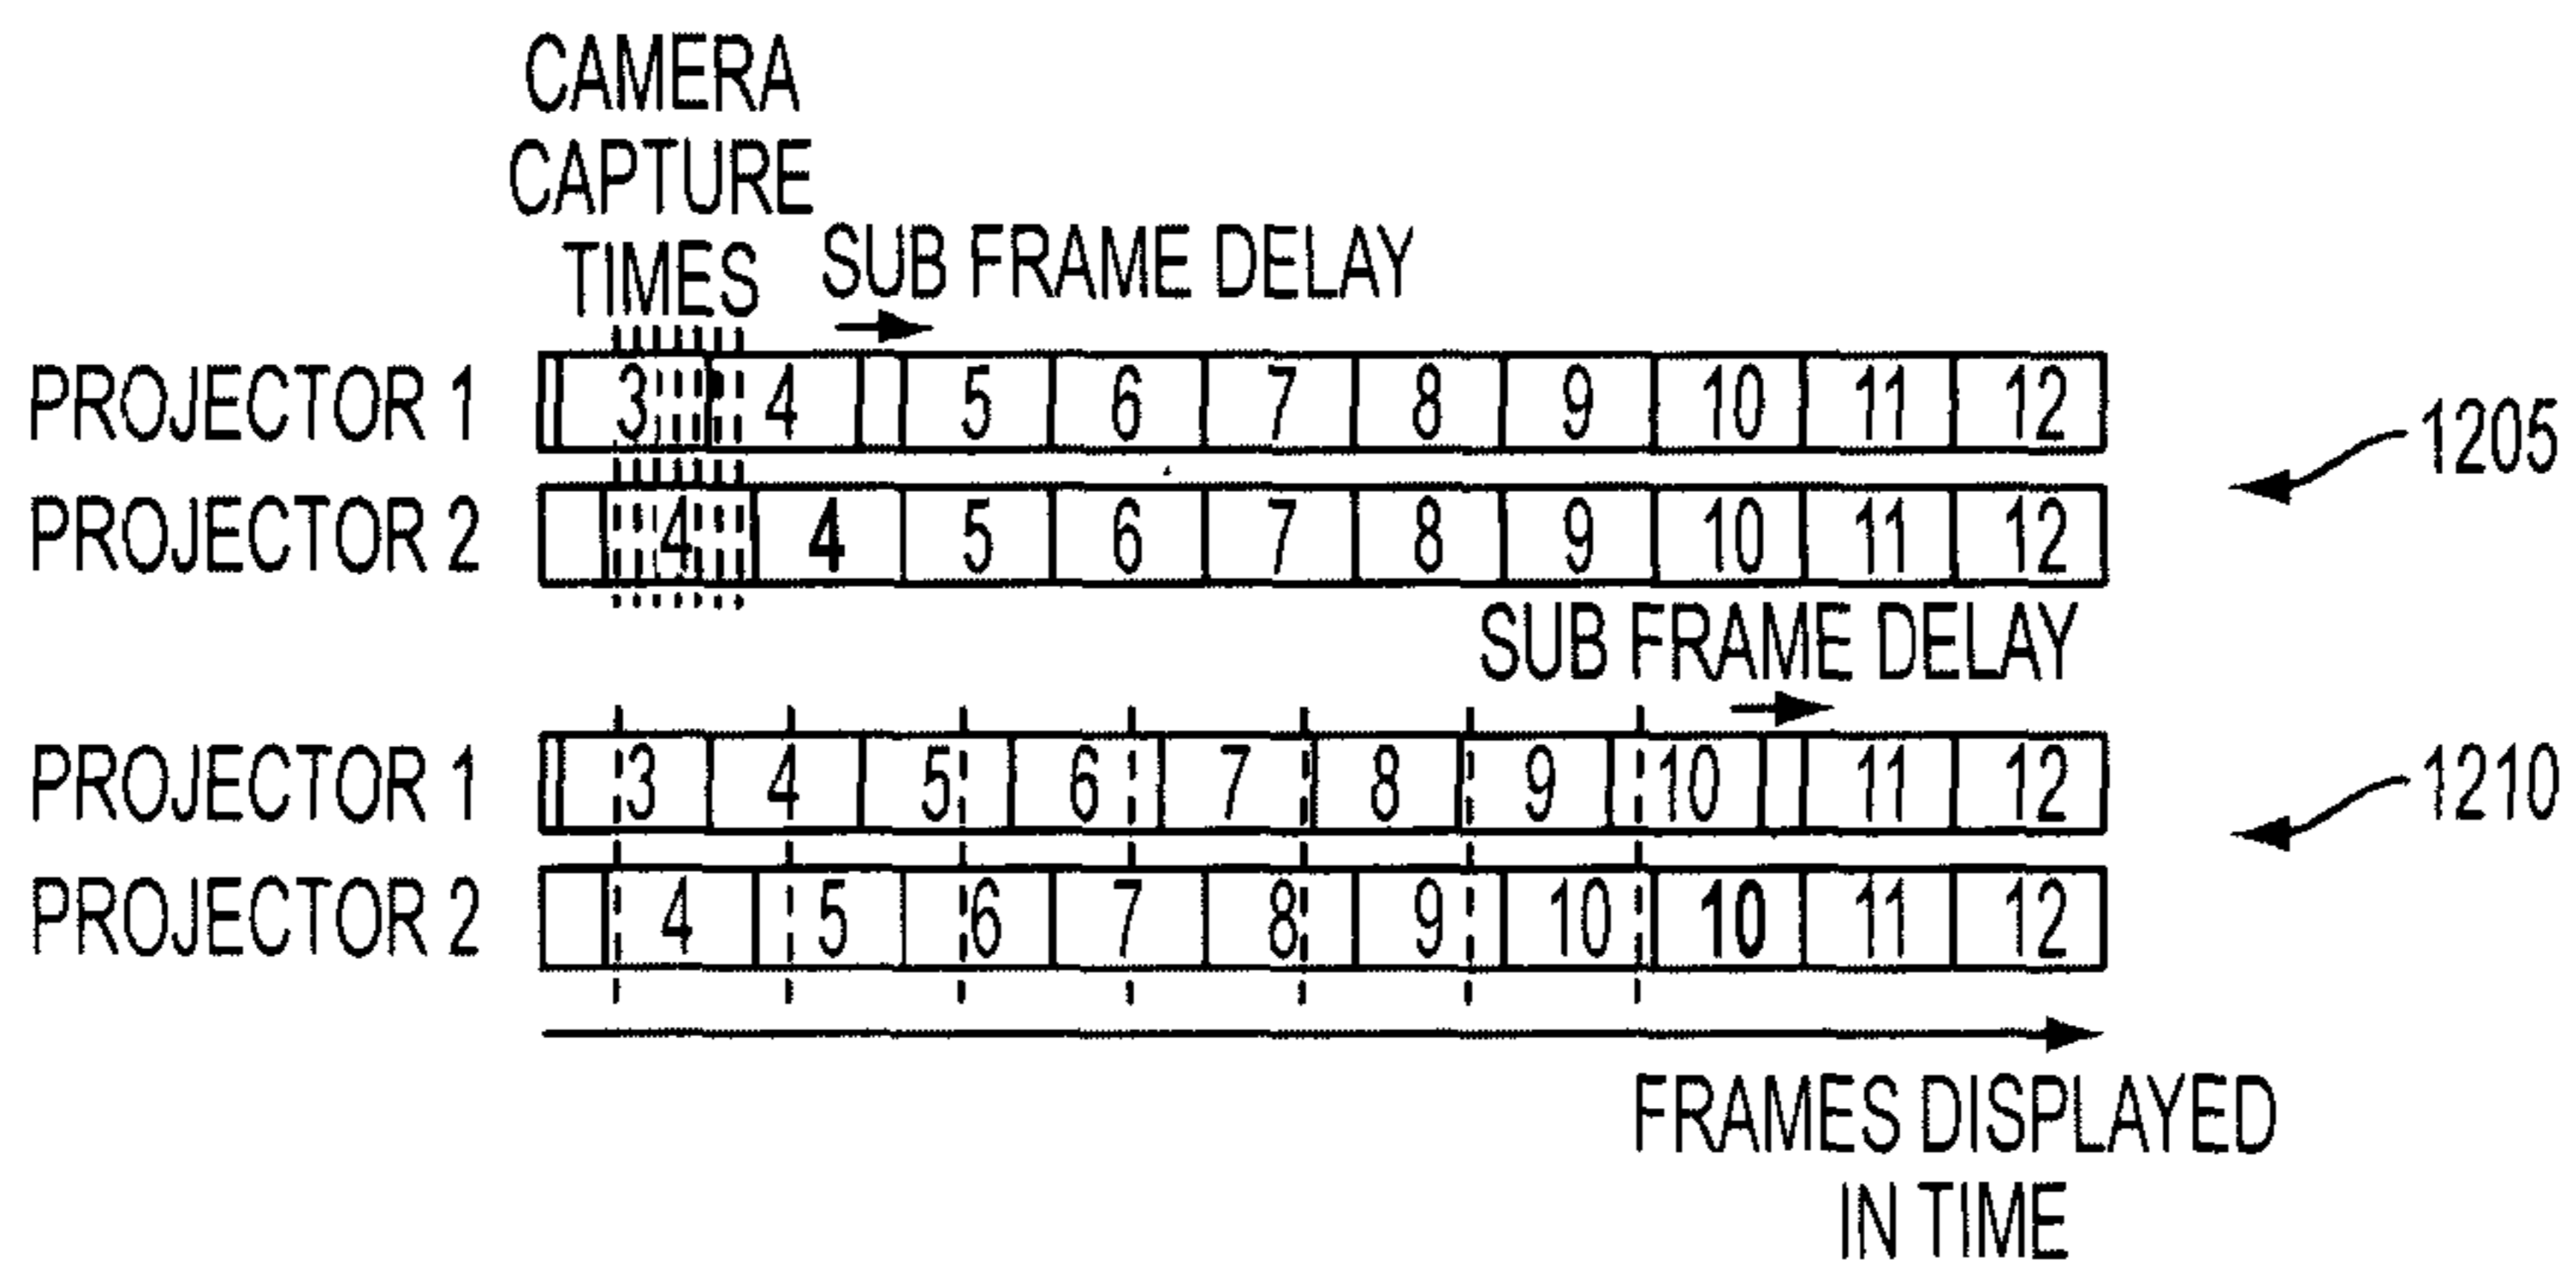 CAMERA
CAPTURE
TIMES
SUB FRAME DELAY
PROJECTOR 1 3 4 5 6 7 8 9 10 11 12
1205
PROJECTOR 2 4 4 5 6 7 8 9 10 11 12
SUB FRAME DELAY
PROJECTOR 1 3 4 5 6 7 8 9 10 11 12
1210
PROJECTOR 2 4 5 6 7 8 9 10 10 11 12
FRAMES DISPLAYED
IN TIME